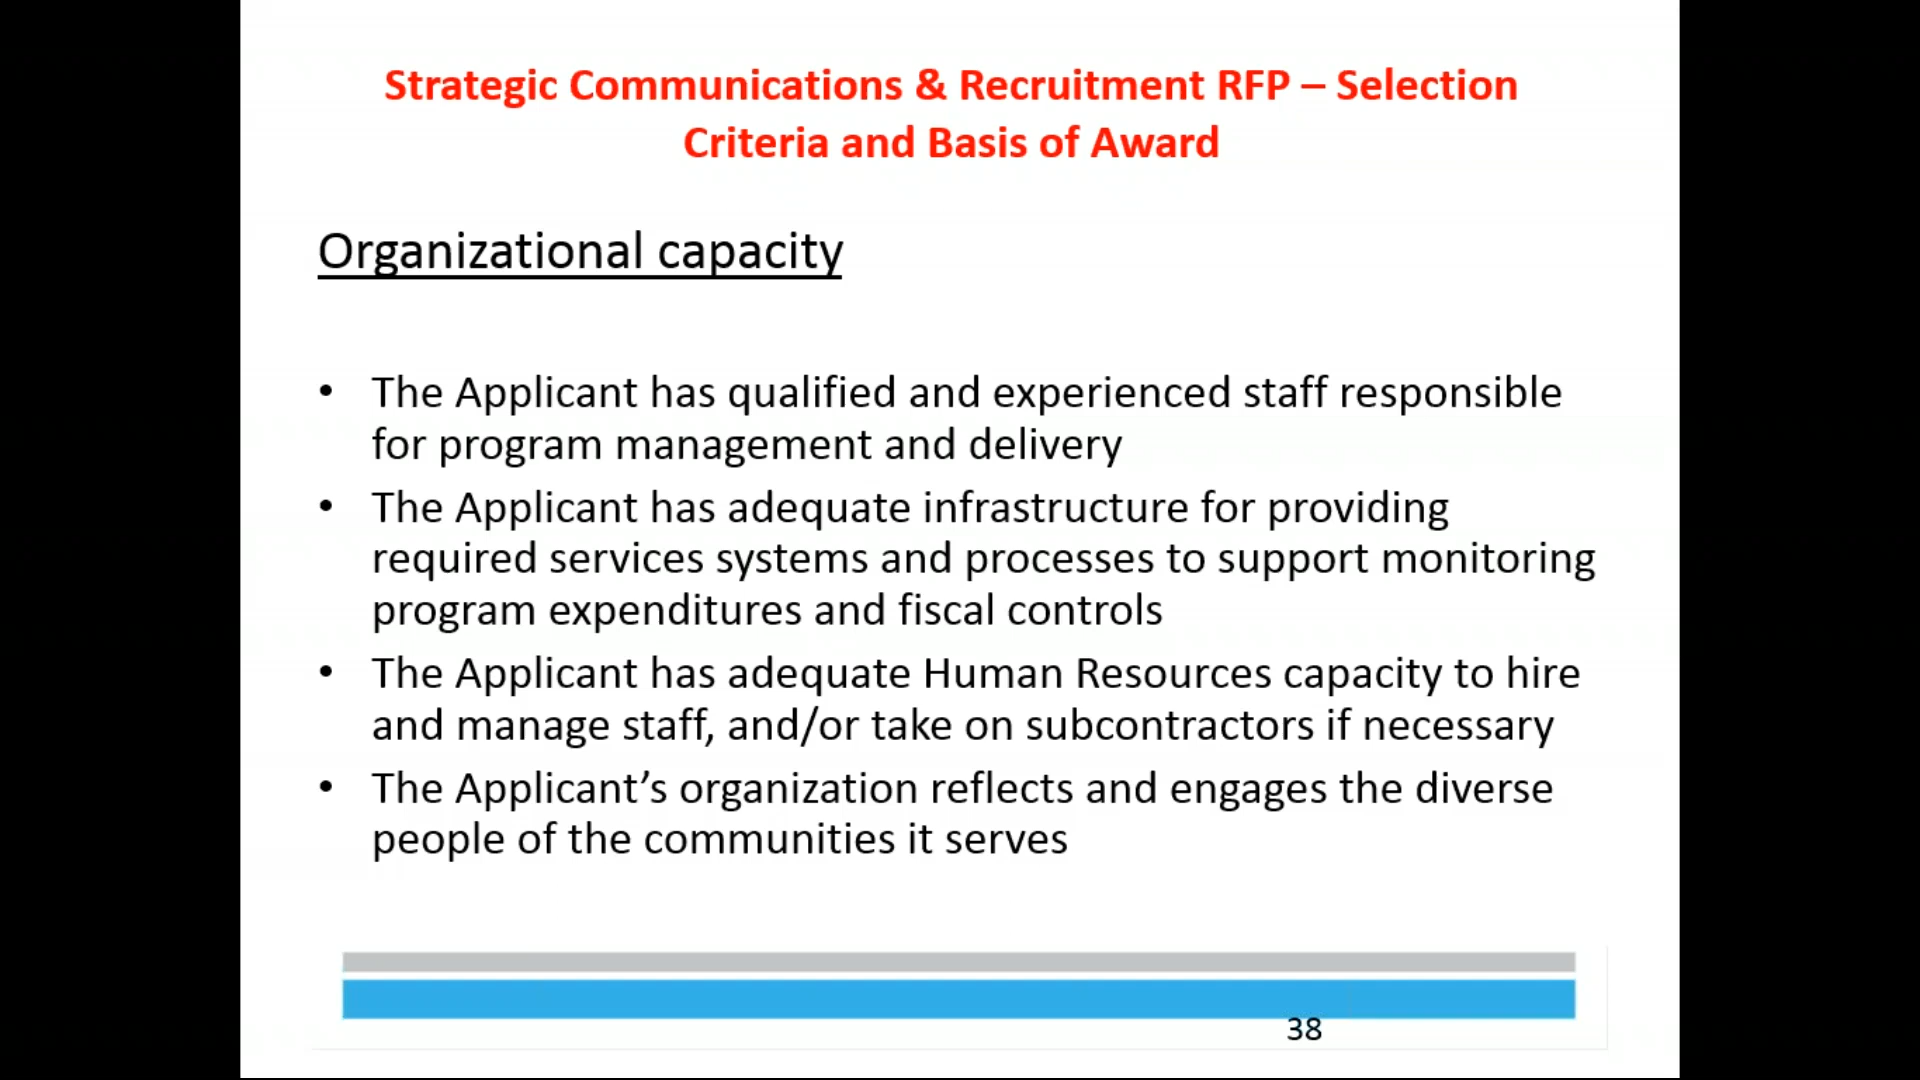 Strategic Communications & Recruitment RFP – Selection
Criteria and Basis of Award
Organizational capacity
• The Applicant has qualified and experienced staff responsible
for program management and delivery
• The Applicant has adequate infrastructure for providing
required services systems and processes to support monitoring
program expenditures and fiscal controls
• The Applicant has adequate Human Resources capacity to hire
and manage staff, and/or take on subcontractors if necessary
• The Applicant’s organization reflects and engages the diverse
people of the communities it serves
38